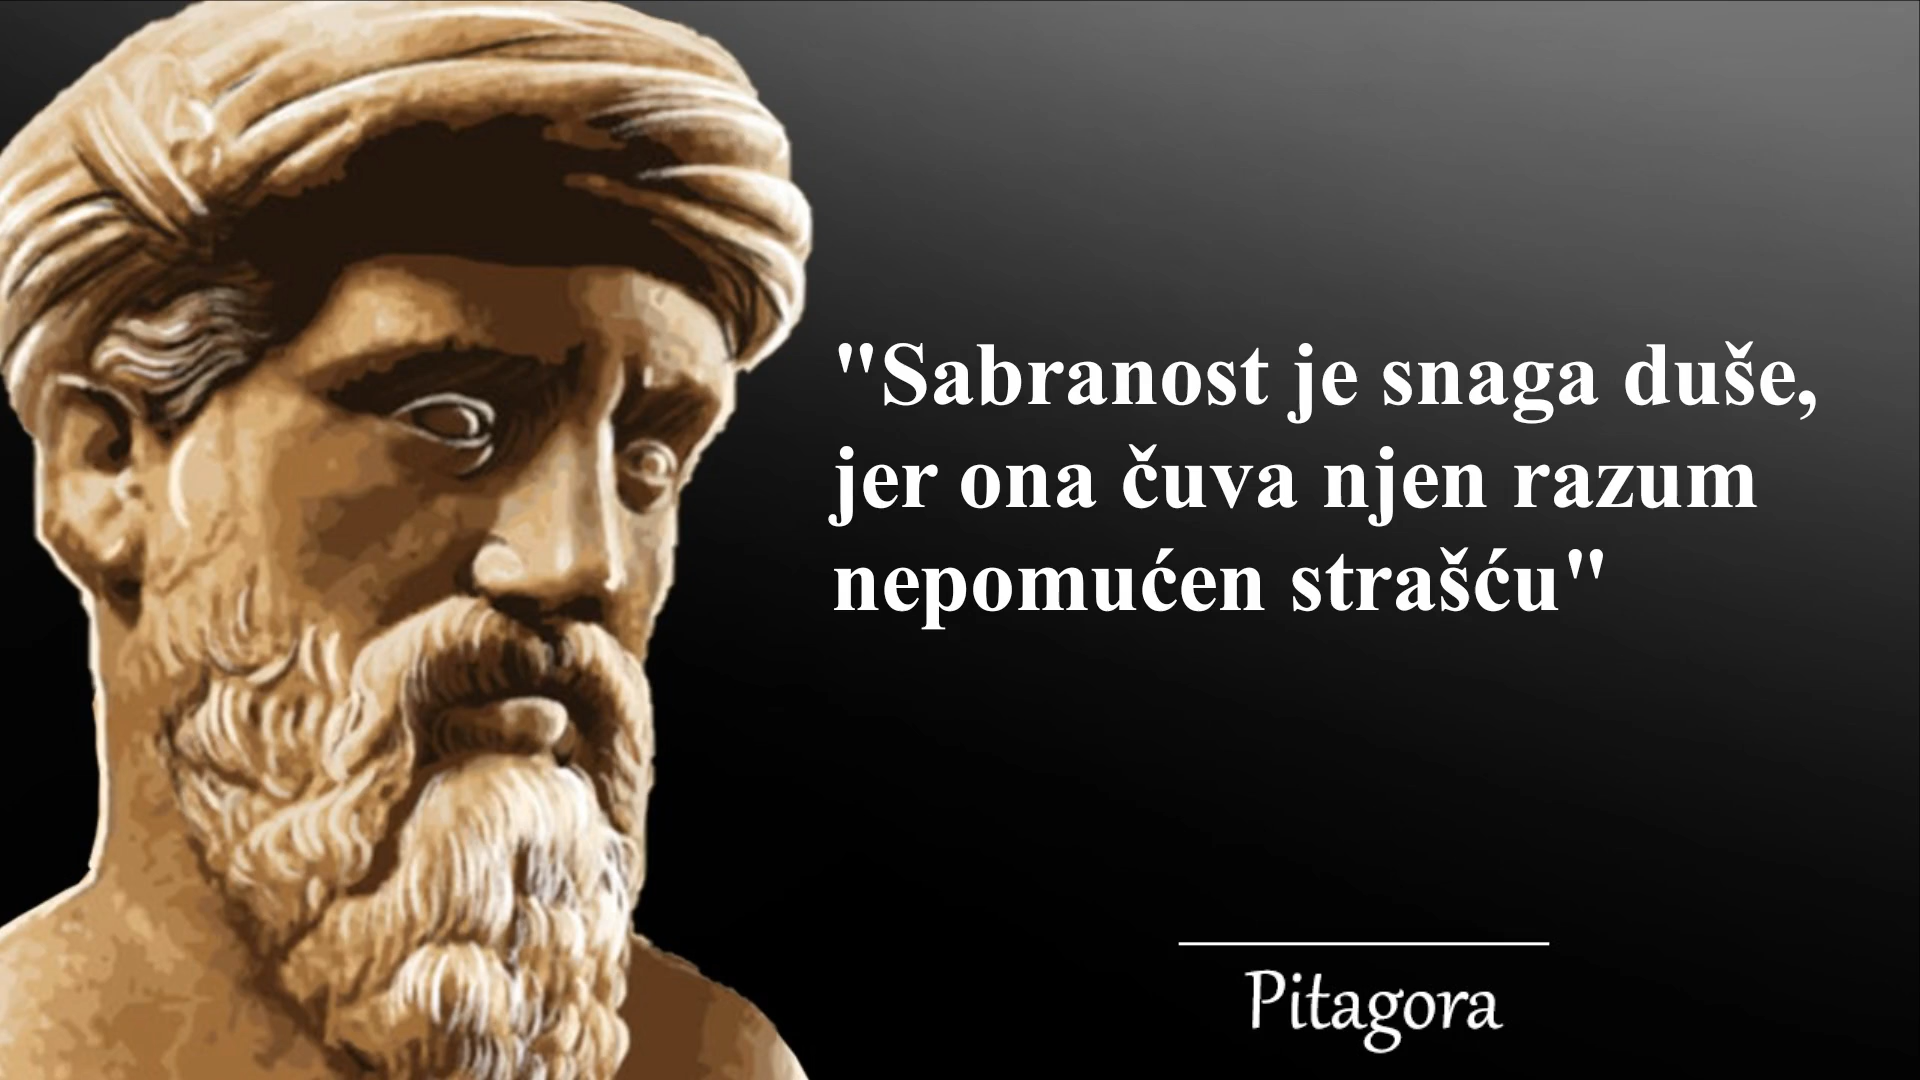 "Sabranost je snaga duše,
jer ona čuva njen razum
nepomućen strašću"
Pitagora